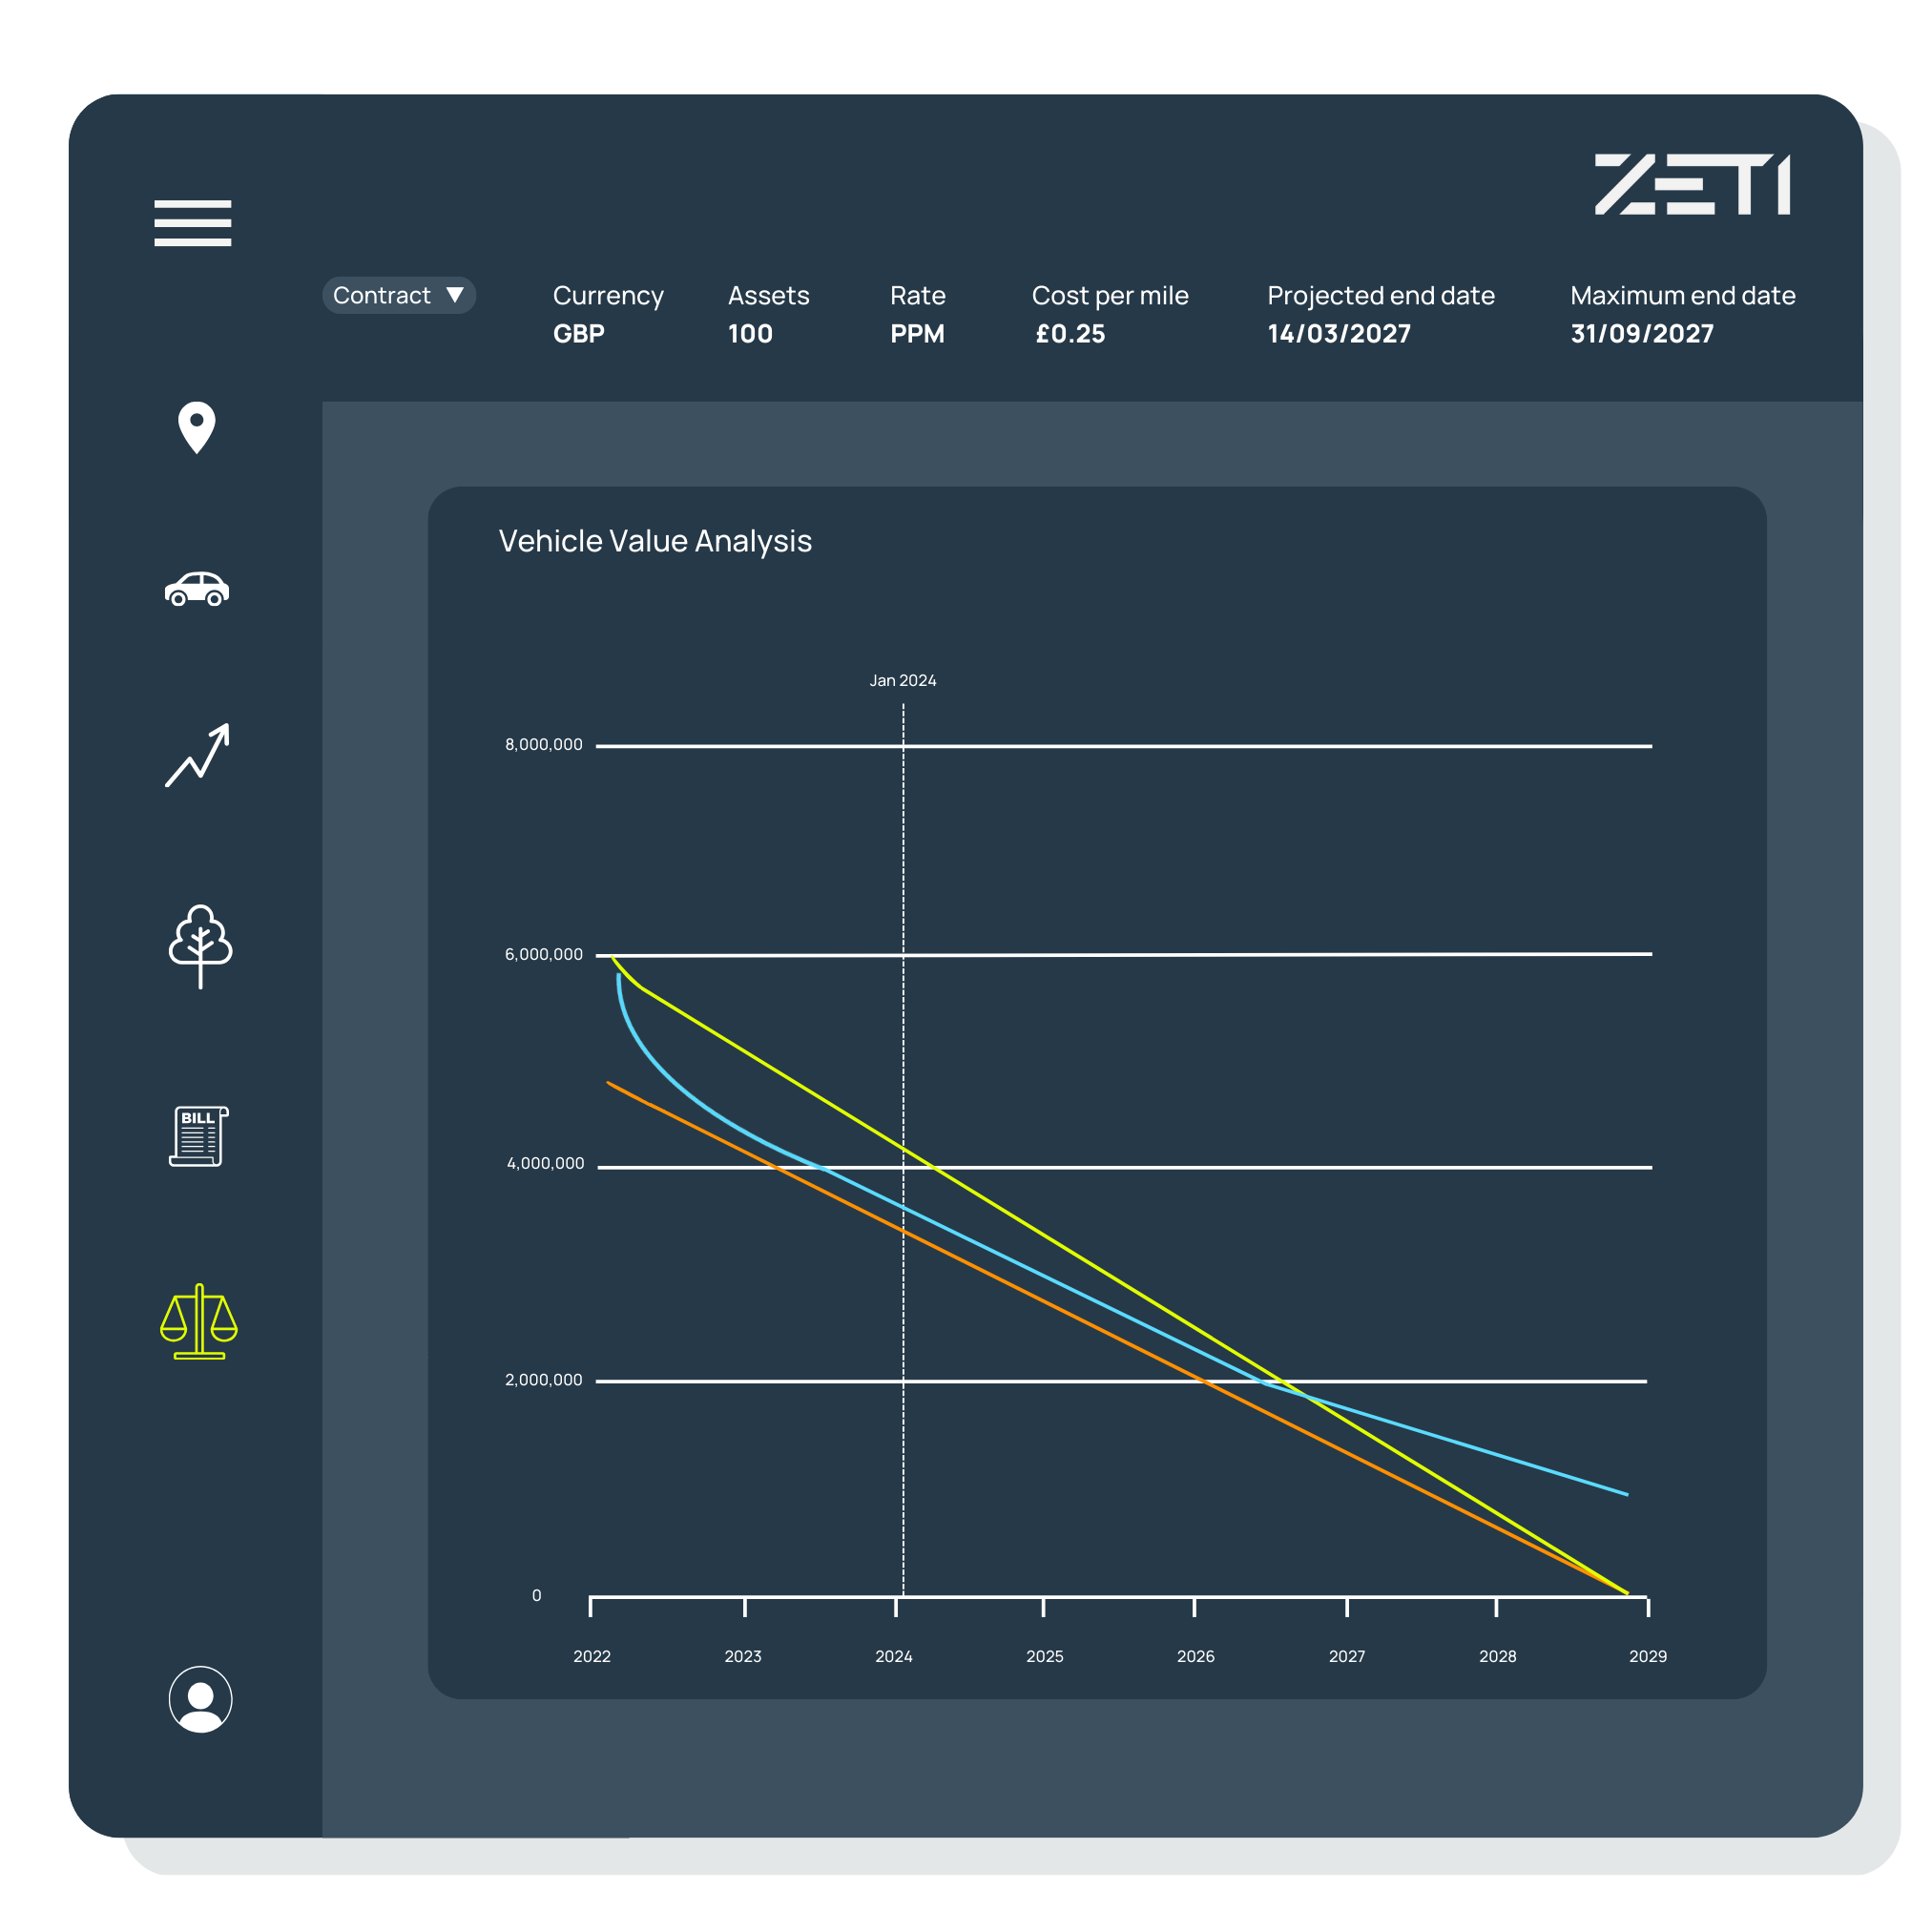 ZETI
Contract ▼
Currency
GBP
Assets
100
Rate
PPM
Cost per mile
£0.25
Projected end date
14/03/2027
Maximum end date
31/09/2027
Vehicle Value Analysis
Jan 2024
8,000,000
6,000,000
4,000,000
BILL
2,000,000
0
2022 2023 2024 2025 2026 2027 2028 2029